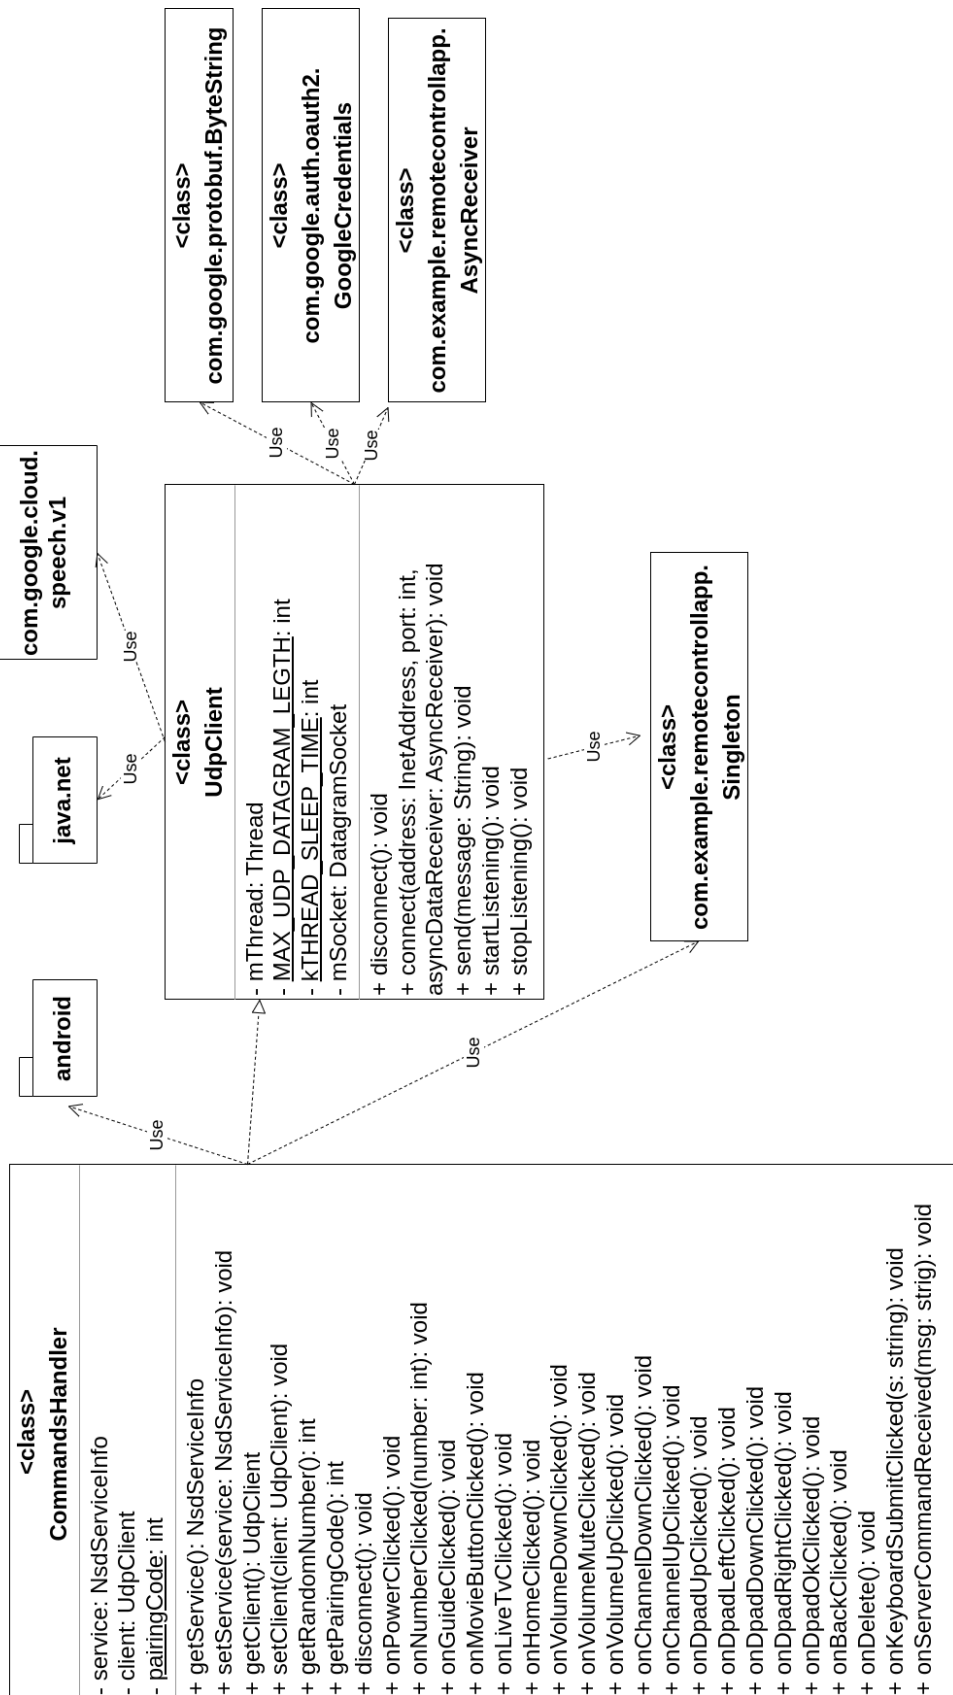 <class>
CommandsHandler
- service: NsdServiceInfo
- client: UdpClient
- pairingCode: int
+ getService(): NsdServiceInfo
+ setService(service: NsdServiceInfo): void
+ getClient(): UdpClient
+ setClient(client: UdpClient): void
+ getRandomNumber(): int
+ getPairingCode(): int
+ disconnect(): void
+ onPowerClicked(): void
+ onNumberClicked(number: int): void
+ onGuideClicked(): void
+ onMovieButtonClicked(): void
+ onLiveTvClicked(): void
+ onHomeClicked(): void
+ onVolumeDownClicked(): void
+ onVolumeMuteClicked(): void
+ onVolumeUpClicked(): void
+ onChannelDownClicked(): void
+ onChannelUpClicked(): void
+ onDpadUpClicked(): void
+ onDpadLeftClicked(): void
+ onDpadDownClicked(): void
+ onDpadRightClicked(): void
+ onDpadOkClicked(): void
+ onBackClicked(): void
+ onDelete(): void
+ onKeyboardSubmitClicked(s: string): void
+ onServerCommandReceived(msg: strig): void
Use
android
Use
java.net
Use
com.google.cloud.
speech.v1
Use
<class>
UdpClient
- mThread: Thread
- MAX_UDP_DATAGRAM_LEGTH: int
- kTHREAD_SLEEP_TIME: int
- mSocket: DatagramSocket
+ disconnect(): void
+ connect(address: InetAddress, port: int,
asyncDataReceiver: AsyncReceiver): void
+ send(message: String): void
+ startListening(): void
+ stopListening(): void
Use
Use
<class>
com.example.remotecontrollapp.
Singleton
Use
Use
Use
<class>
com.google.protobuf.ByteString
<class>
com.google.auth.oauth2.
GoogleCredentials
<class>
com.example.remotecontrollapp.
AsyncReceiver